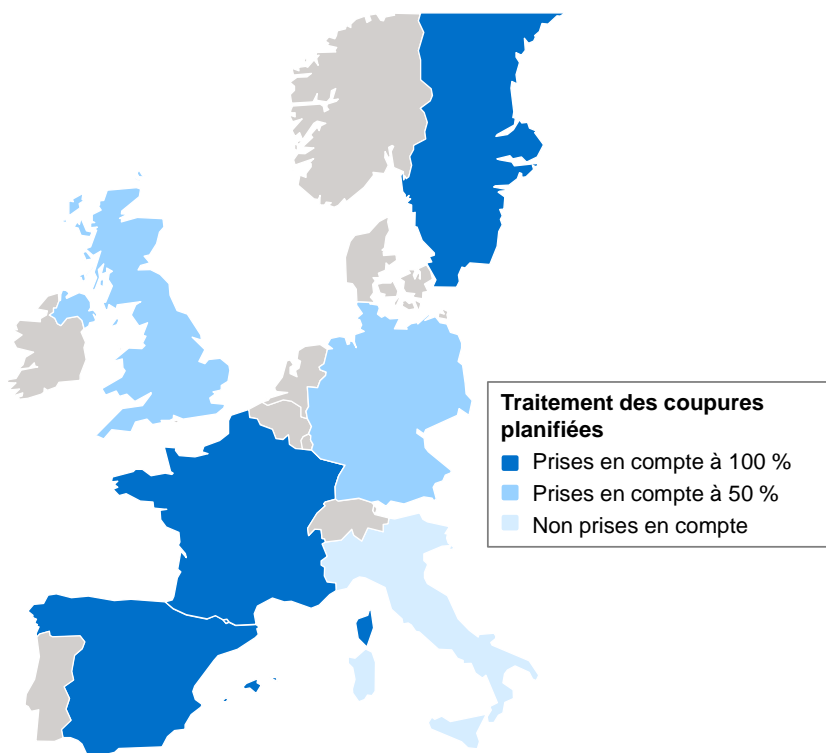 Traitement des coupures
planifiées
Prises en compte à 100 %
Prises en compte à 50 %
Non prises en compte